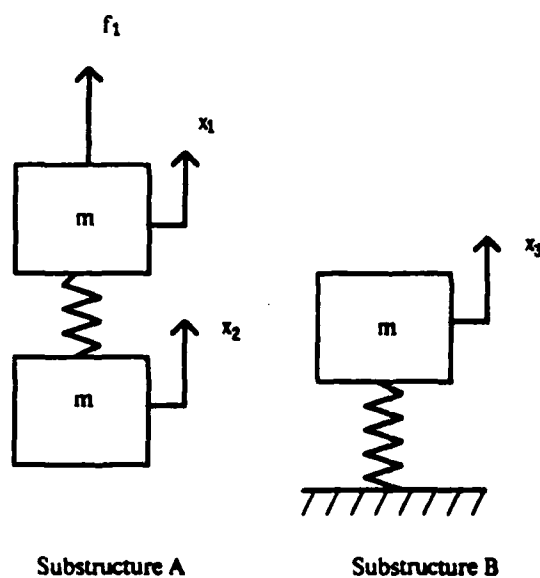 f₁
x₁
m
x₂
m
x₃
m
Substructure A
Substructure B